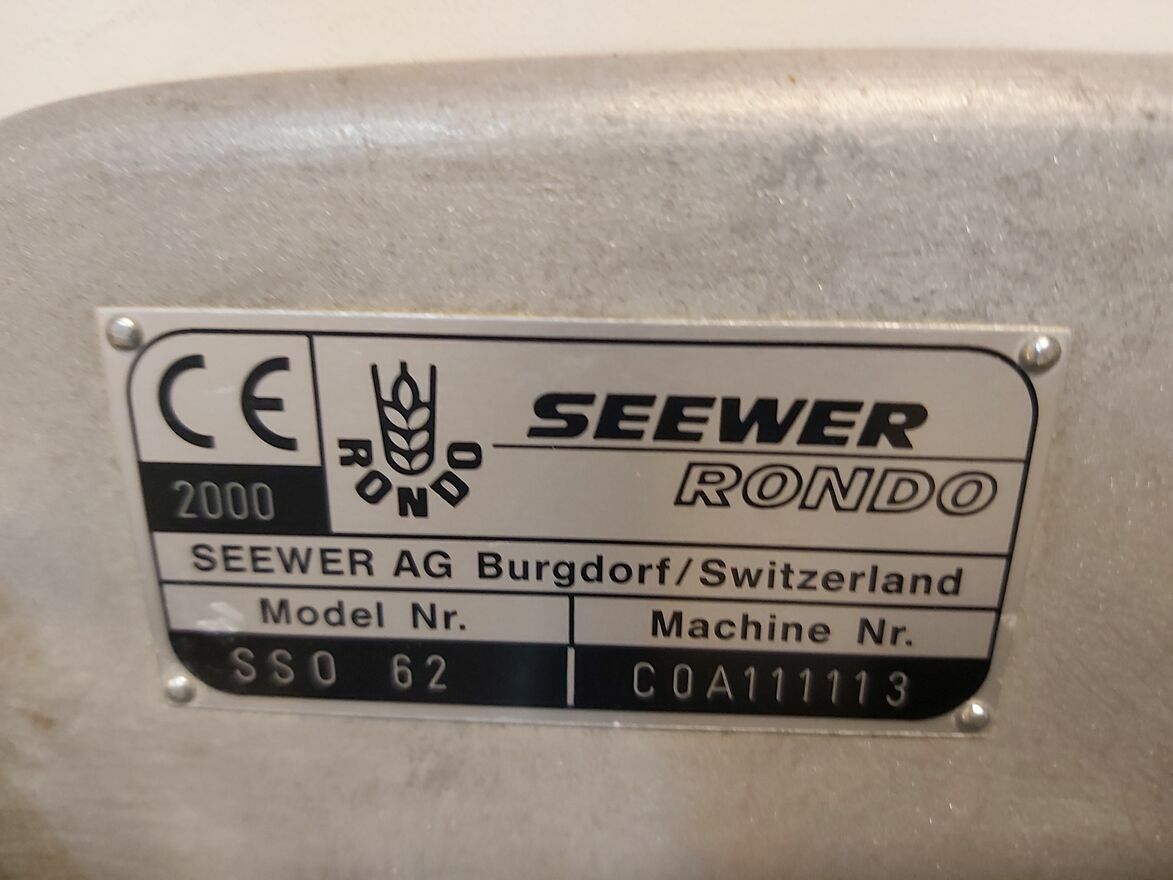 CE
2000
RONDO
SEEWER
RONDO
SEEWER AG Burgdorf/Switzerland
Model Nr.
Machine Nr.
SSO 62
COA111113